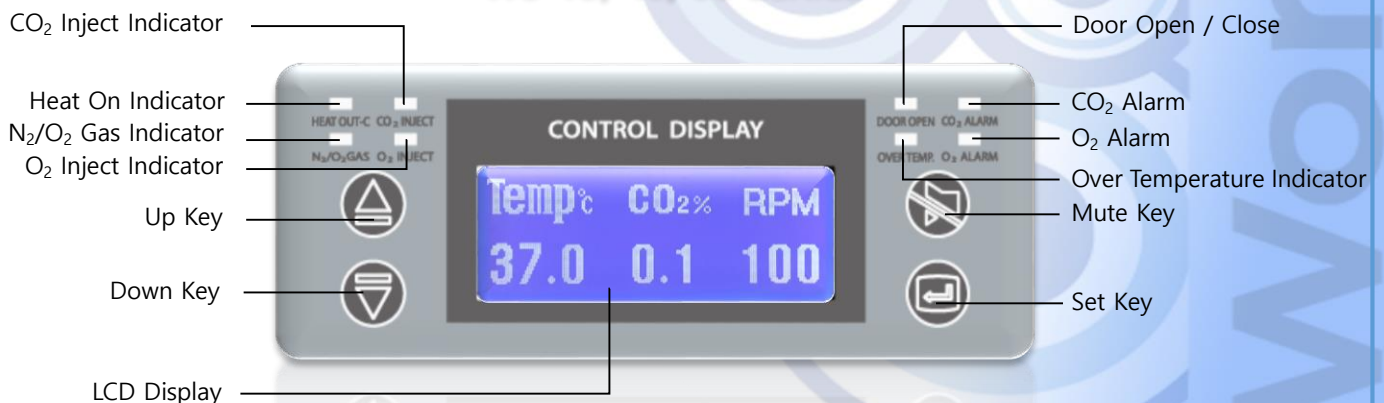 CO₂ Inject Indicator
Heat On Indicator
N₂/O₂ Gas Indicator
O₂ Inject Indicator
Up Key
Down Key
LCD Display
HEAT OUT-C CO₂ INJECT
N₂/O₂GAS O₂ INJECT
CONTROL DISPLAY
Temp℃ CO₂% RPM
37.0 0.1 100
DOOR OPEN CO₂ ALARM
OVER TEMP. O₂ ALARM
Door Open / Close
CO₂ Alarm
O₂ Alarm
Over Temperature Indicator
Mute Key
Set Key
Wor